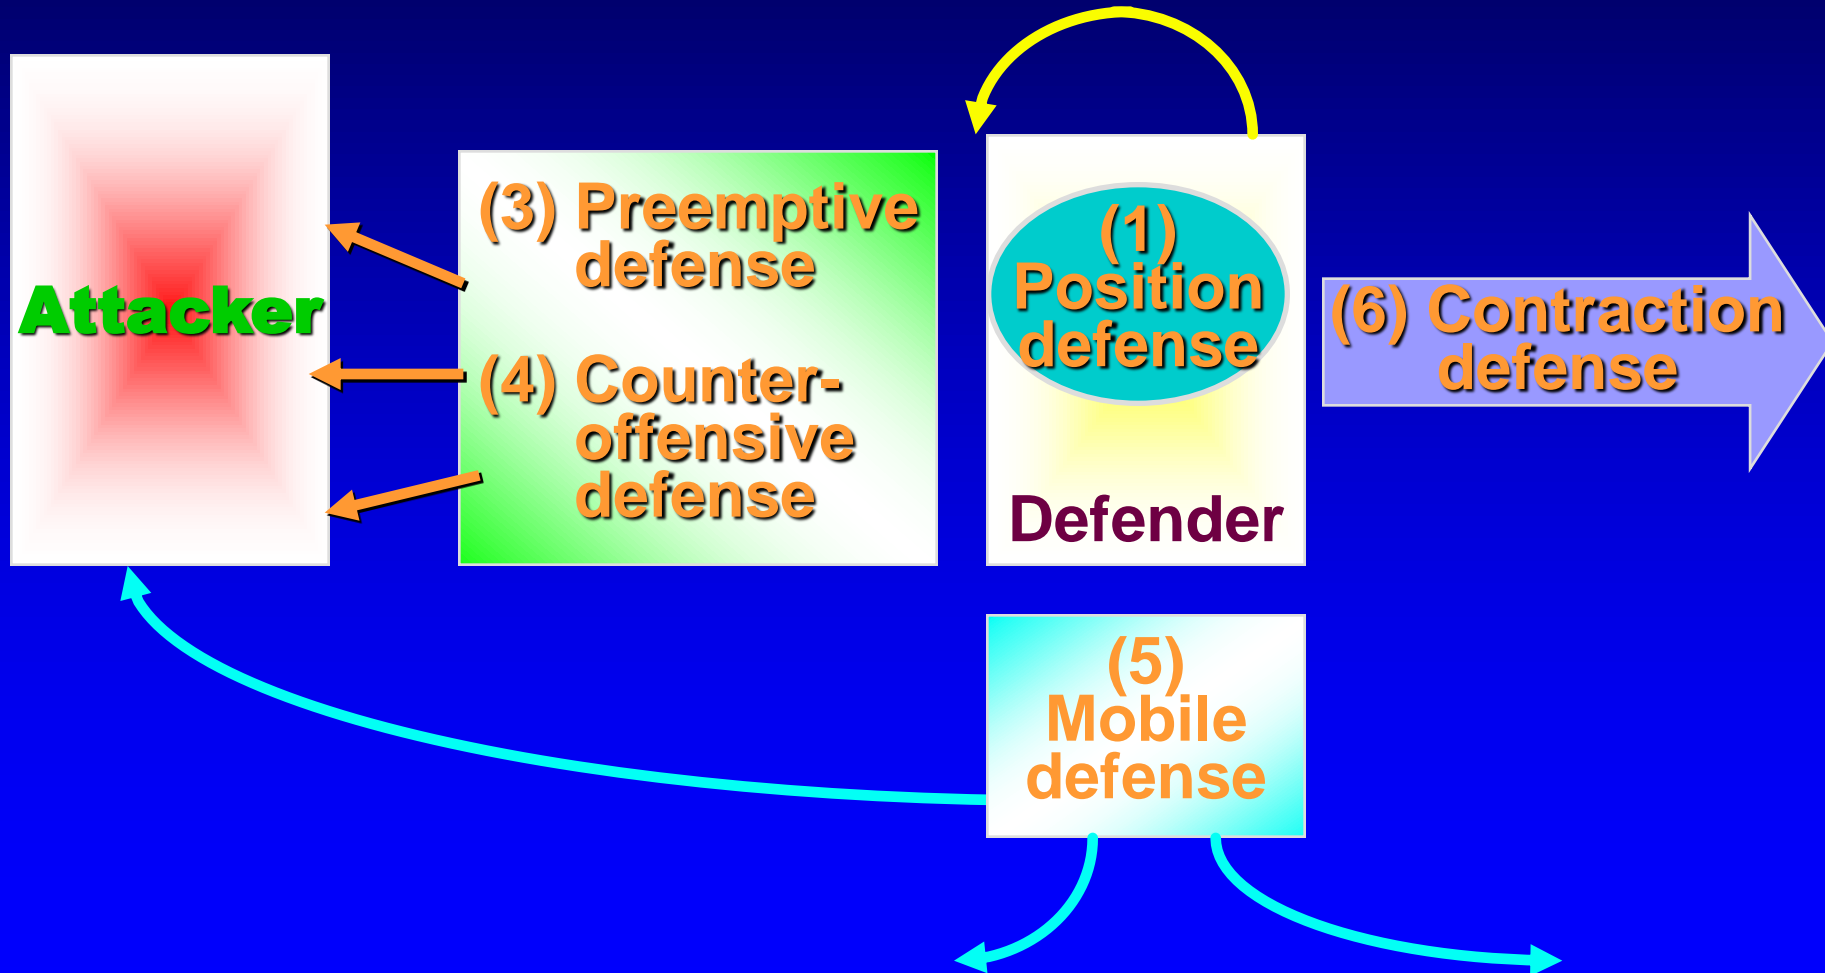 Attacker
(3) Preemptive
defense
(4) Counter-
offensive
defense
(1)
Position
defense
Defender
(6) Contraction
defense
(5)
Mobile
defense